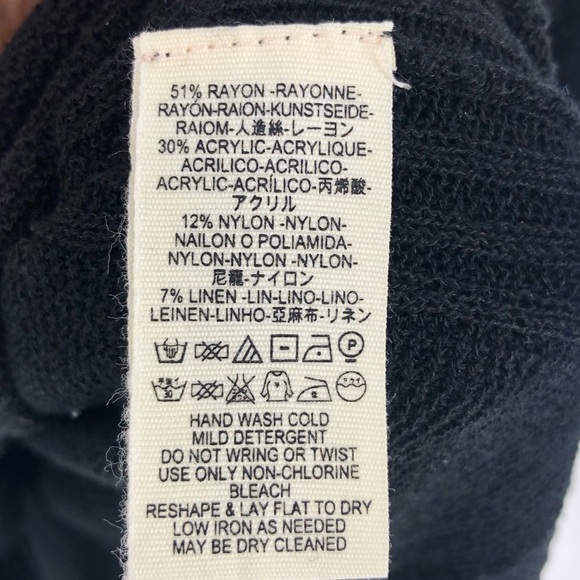 51% RAYON -RAYONNE-
RAYÓN-RAION-KUNSTSEIDE-
RAIOM-人造絲-レーヨン
30% ACRYLIC-ACRYLIQUE-
ACRILICO-ACRILICO-
ACRYLIC-ACRÍLICO-丙烯酸-
アクリル
12% NYLON -NYLON-
NAILON O POLIAMIDA-
NYLON-NYLON -NYLON-
尼龍-ナイロン
7% LINEN -LIN-LINO-LINO-
LEINEN-LINHO-亞麻布-リネン
P
HAND WASH COLD
MILD DETERGENT
DO NOT WRING OR TWIST
USE ONLY NON-CHLORINE
BLEACH
RESHAPE & LAY FLAT TO DRY
LOW IRON AS NEEDED
MAY BE DRY CLEANED